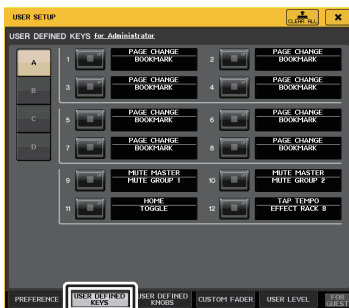 USER SETUP
CLEAR ALL
USER DEFINED KEYS for Administrator
A
B
C
D
1 PAGE CHANGE BOOKMARK
2 PAGE CHANGE BOOKMARK
3 PAGE CHANGE BOOKMARK
4 PAGE CHANGE BOOKMARK
5 PAGE CHANGE BOOKMARK
6 PAGE CHANGE BOOKMARK
7 PAGE CHANGE BOOKMARK
8 PAGE CHANGE BOOKMARK
9 MUTE MASTER MUTE GROUP 1
10 MUTE MASTER MUTE GROUP 2
11 HOME TOGGLE
12 TAP TEMPO EFFECT RACK 8
PREFERENCE
USER DEFINED KEYS
USER DEFINED KNOBS
CUSTOM FADER
USER LEVEL
FOR GUEST